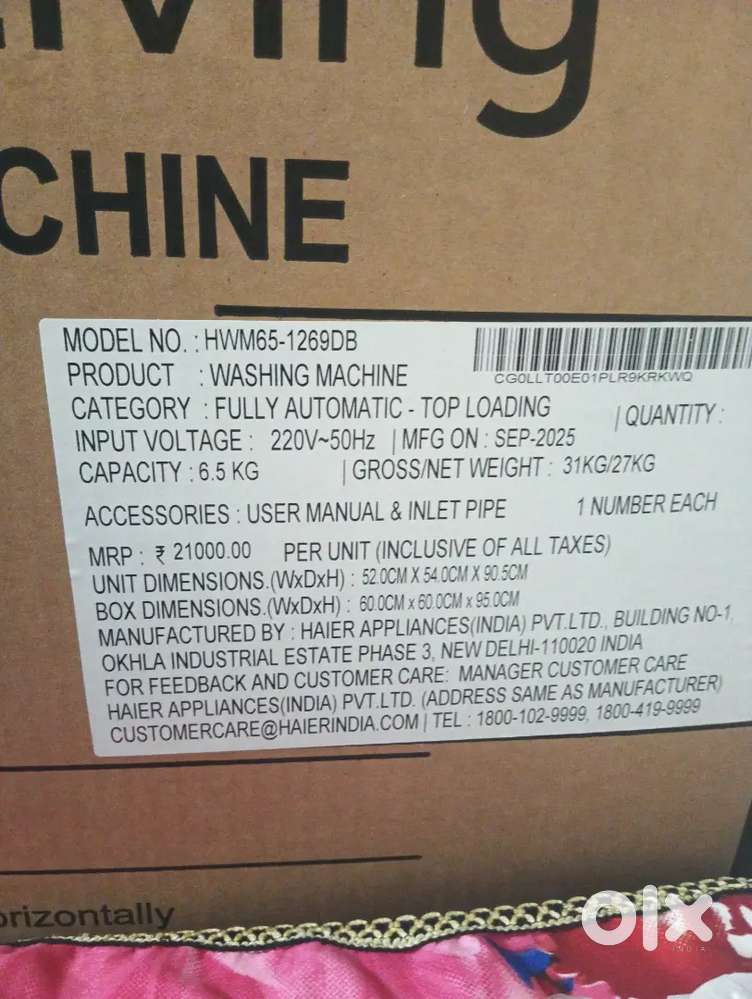 iving
CHINE
MODEL NO. : HWM65-1269DB
CG0LLT00E01PLR9KRKWQ
PRODUCT : WASHING MACHINE
CATEGORY : FULLY AUTOMATIC - TOP LOADING | QUANTITY :
INPUT VOLTAGE : 220V~50Hz | MFG ON : SEP-2025
CAPACITY : 6.5 KG | GROSS/NET WEIGHT : 31KG/27KG
ACCESSORIES : USER MANUAL & INLET PIPE 1 NUMBER EACH
MRP : ₹ 21000.00 PER UNIT (INCLUSIVE OF ALL TAXES)
UNIT DIMENSIONS.(WxDxH) : 52.0CM X 54.0CM X 90.5CM
BOX DIMENSIONS.(WxDxH) : 60.0CM x 60.0CM x 95.0CM
MANUFACTURED BY : HAIER APPLIANCES(INDIA) PVT.LTD., BUILDING NO-1,
OKHLA INDUSTRIAL ESTATE PHASE 3, NEW DELHI-110020 INDIA
FOR FEEDBACK AND CUSTOMER CARE: MANAGER CUSTOMER CARE
HAIER APPLIANCES(INDIA) PVT.LTD. (ADDRESS SAME AS MANUFACTURER)
CUSTOMERCARE@HAIERINDIA.COM | TEL : 1800-102-9999, 1800-419-9999
orizontally
olx
INDIA